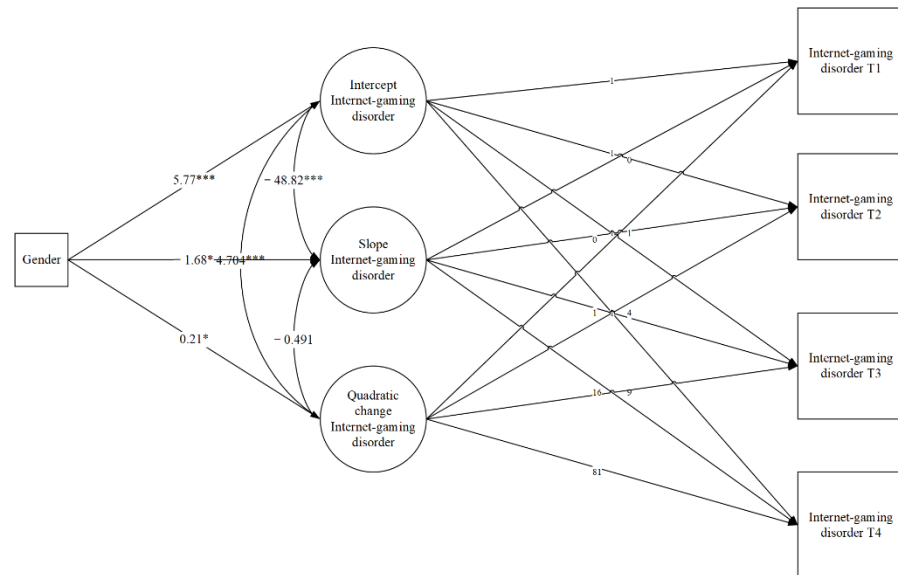 Internet-gaming
disorder T1
Intercept
Internet-gaming
disorder
1
5.77***
− 48.82***
1
0
Internet-gaming
disorder T2
Gender
1.68*
4.704***
Slope
Internet-gaming
disorder
0
1
1
0.21*
− 0.491
1
1
4
Internet-gaming
disorder T3
Quadratic
change
Internet-gaming
disorder
16
9
81
Internet-gaming
disorder T4